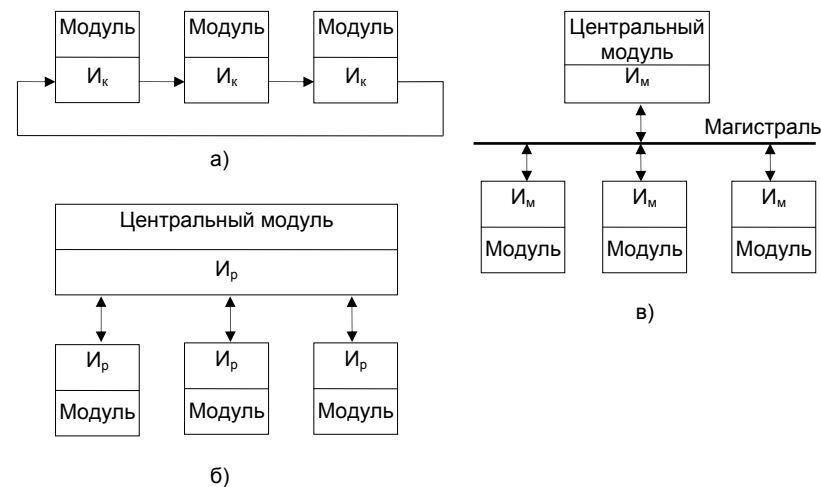 Модуль Модуль Модуль
Ик Ик Ик
а)
Центральный модуль
Ир
Ир Ир Ир
Модуль Модуль Модуль
б)
Центральный
модуль
Им
Магистраль
Им Им Им
Модуль Модуль Модуль
в)